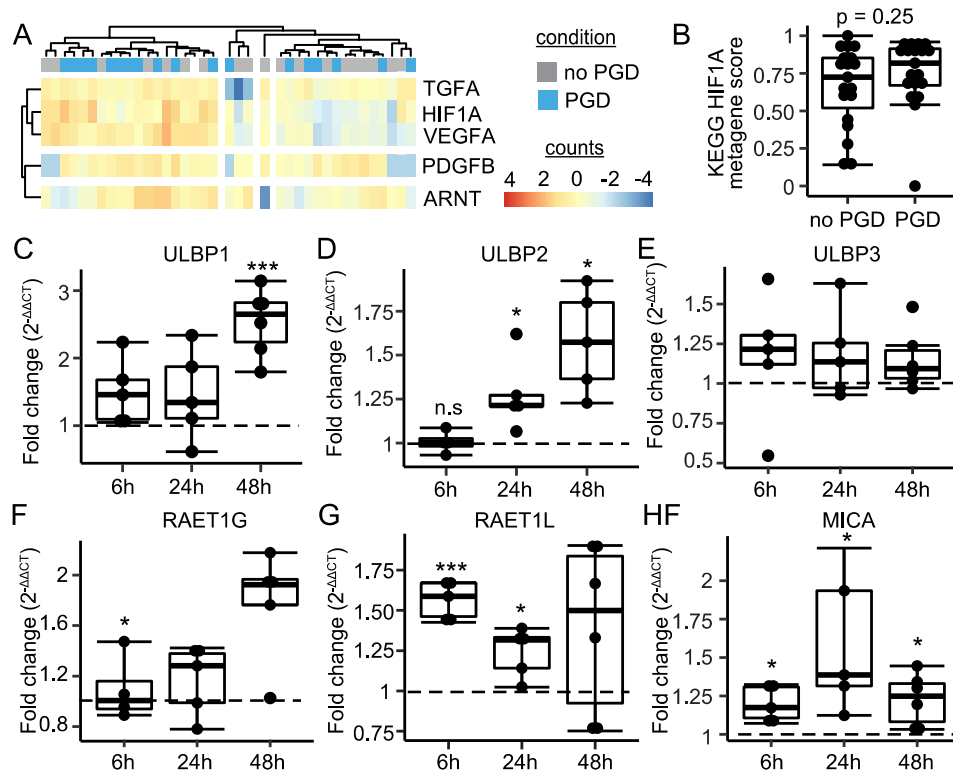 A
condition
no PGD
PGD
TGFA
HIF1A
VEGFA
PDGFB
ARNT
counts
4 2 0 -2 -4
B
p = 0.25
KEGG HIF1A
metagene score
1
0.75
0.50
0.25
0
no PGD PGD
C
ULBP1
Fold change (2-ΔΔCT)
3
2
1
***
6h 24h 48h
D
ULBP2
Fold change (2-ΔΔCT)
1.75
1.5
1.25
1
n.s
*
*
6h 24h 48h
E
ULBP3
Fold change (2-ΔΔCT)
1.5
1.25
1
0.75
0.5
6h 24h 48h
F
RAET1G
Fold change (2-ΔΔCT)
2
1.6
1.2
0.8
*
6h 24h 48h
G
RAET1L
Fold change (2-ΔΔCT)
1.75
1.50
1.25
1
0.75
***
*
6h 24h 48h
HF
MICA
Fold change (2-ΔΔCT)
2
1.75
1.5
1.25
1
*
*
*
6h 24h 48h